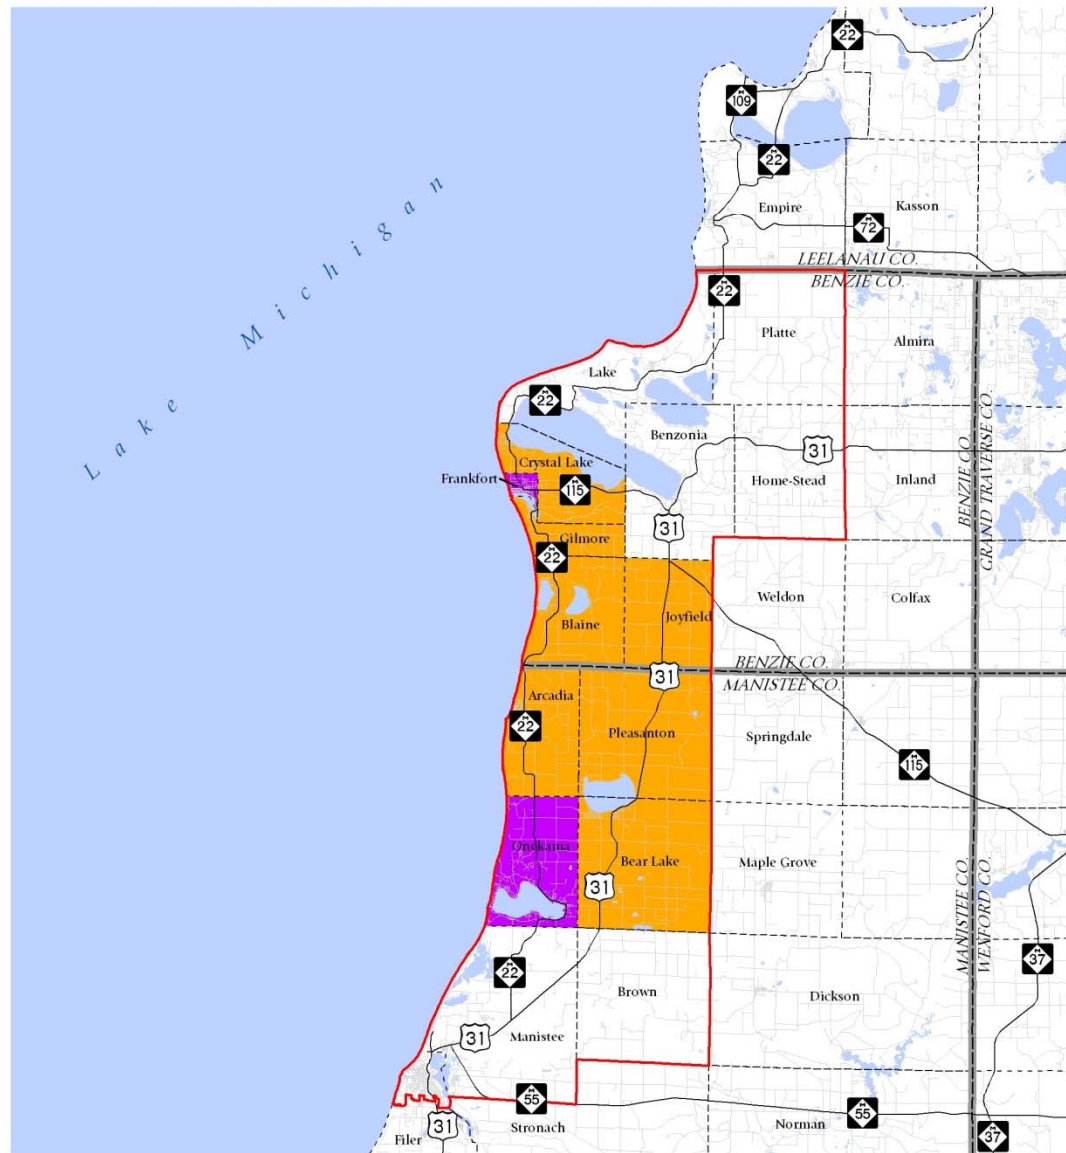 M
22
M
109
M
22
Empire
Kasson
M
72
LEELANAU CO.
BENZIE CO.
M
22
Platte
Almira
Lake Michigan
Lake
M
22
Benzonia
31
BENZIE CO.
GRAND TRAVERSE CO.
Crystal Lake
Frankfort
M
115
Home-Stead
Inland
31
Gilmore
M
22
Weldon
Colfax
Blaine
Joyfield
BENZIE CO.
MANISTEE CO.
31
Arcadia
M
22
Pleasanton
Springdale
M
115
Onekama
Bear Lake
Maple Grove
31
MANISTEE CO.
WEXFORD CO.
M
22
M
37
Brown
Dickson
31
Manistee
M
55
M
55
31
Stronach
Norman
Filer
M
37